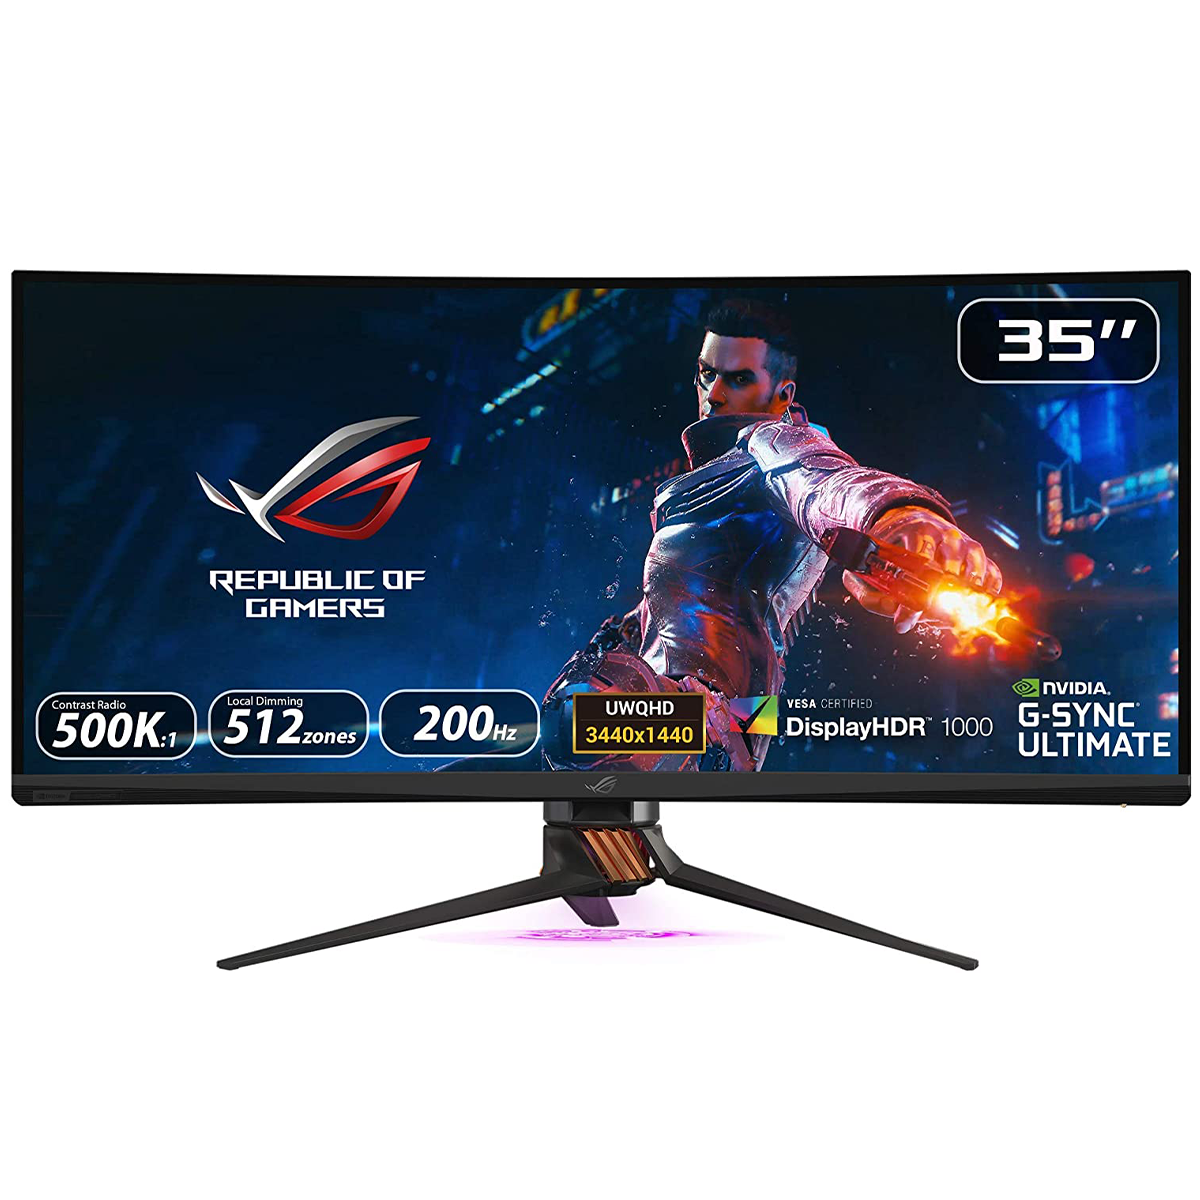 35”
REPUBLIC OF
GAMERS
Contrast Radio
500K:1
Local Dimming
512zones
200Hz
UWQHD
3440x1440
VESA CERTIFIED
DisplayHDR™ 1000
NVIDIA®
G-SYNC®
ULTIMATE